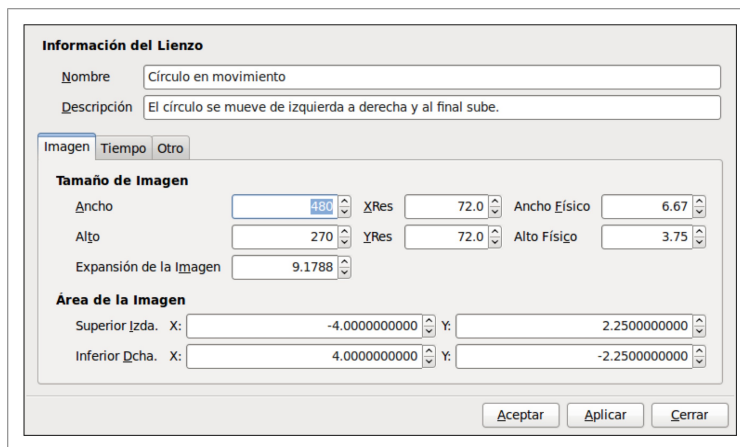 Información del Lienzo
Nombre Círculo en movimiento
Descripción El círculo se mueve de izquierda a derecha y al final sube.
Imagen Tiempo Otro
Tamaño de Imagen
Ancho 480 XRes 72.0 Ancho Físico 6.67
Alto 270 YRes 72.0 Alto Físico 3.75
Expansión de la Imagen 9.1788
Área de la Imagen
Superior Izda. X: -4.0000000000 Y: 2.2500000000
Inferior Dcha. X: 4.0000000000 Y: -2.2500000000
Aceptar Aplicar Cerrar